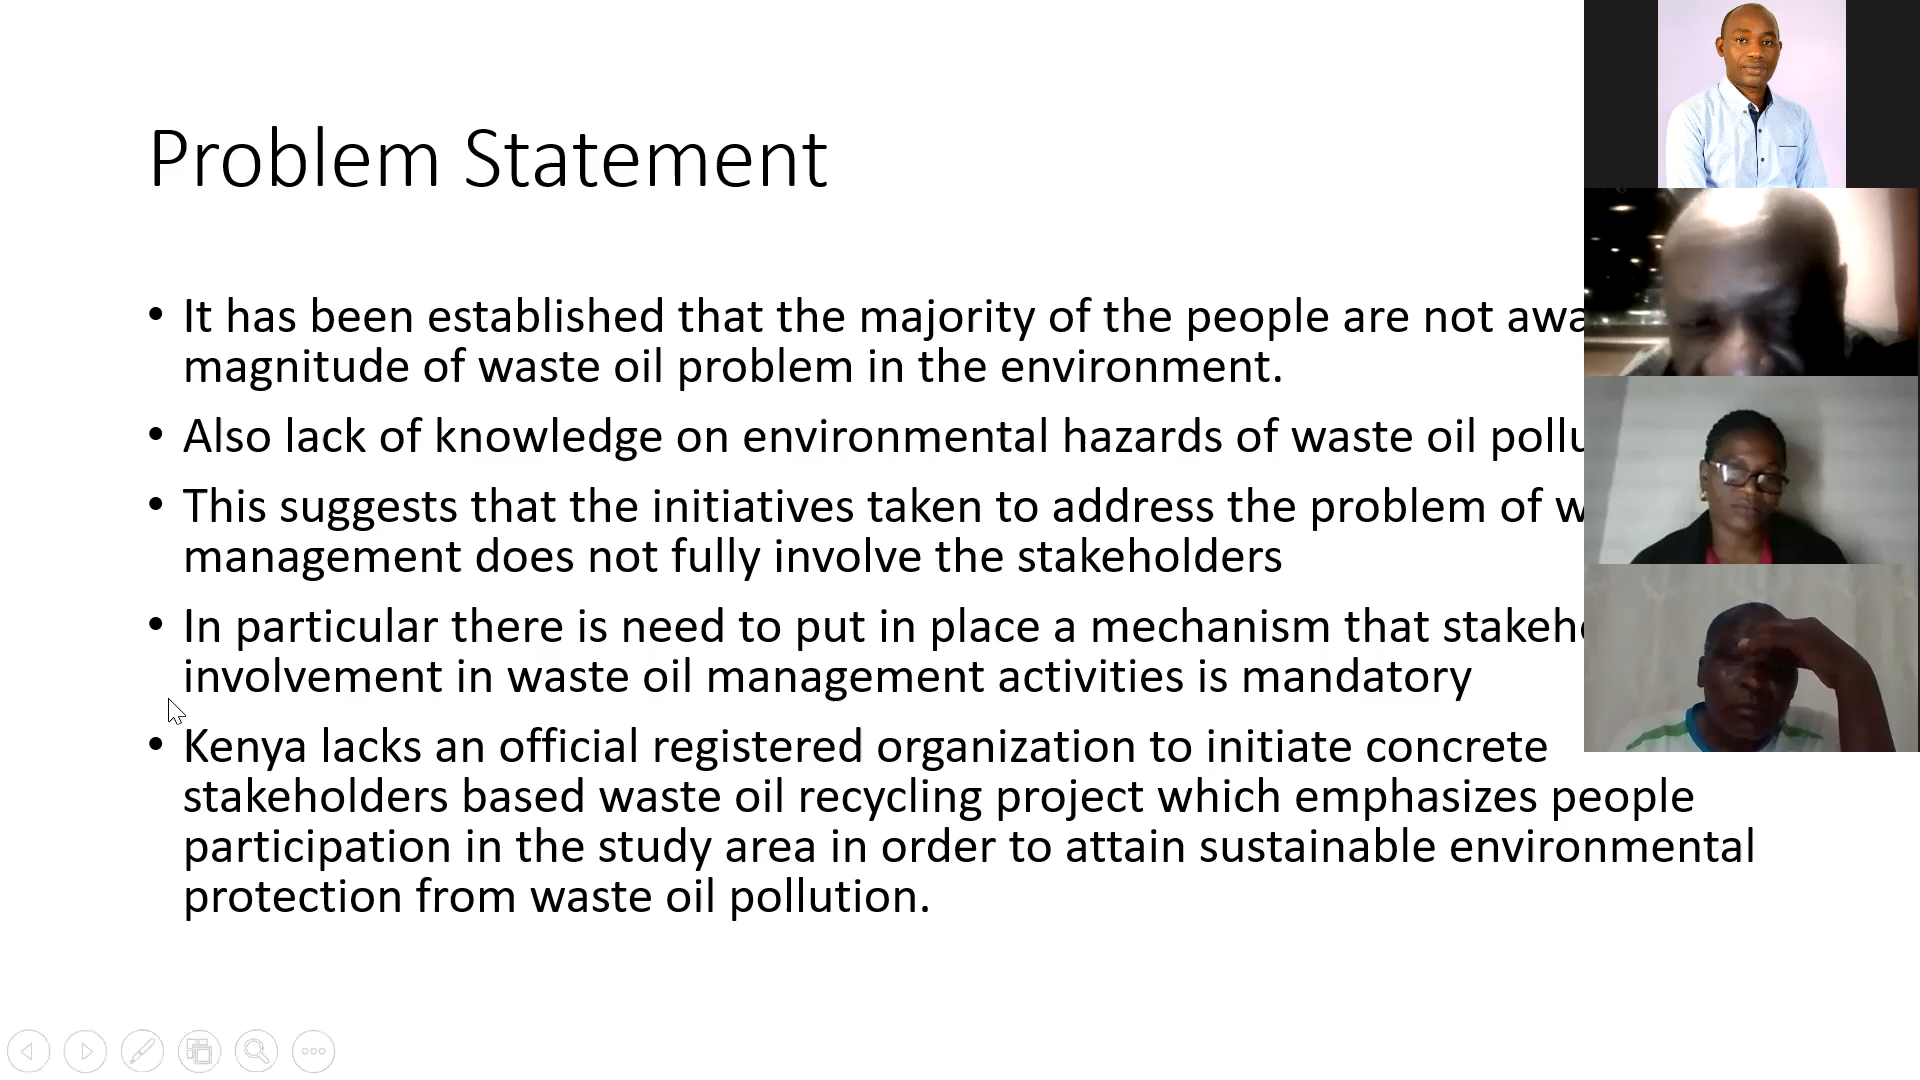 Problem Statement
• It has been established that the majority of the people are not
magnitude of waste oil problem in the environment.
• Also lack of knowledge on environmental hazards of waste oil
• This suggests that the initiatives taken to address the problem of
management does not fully involve the stakeholders
• In particular there is need to put in place a mechanism that
involvement in waste oil management activities is mandatory
• Kenya lacks an official registered organization to initiate concrete
stakeholders based waste oil recycling project which emphasizes people
participation in the study area in order to attain sustainable environmental
protection from waste oil pollution.